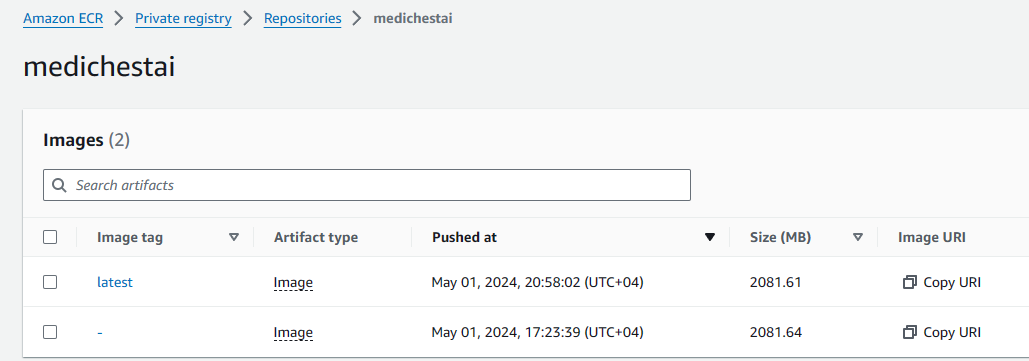 Amazon ECR > Private registry > Repositories > medichestai
medichestai
Images (2)
Search artifacts
Image tag Artifact type Pushed at Size (MB) Image URI
latest Image May 01, 2024, 20:58:02 (UTC+04) 2081.61 Copy URI
- Image May 01, 2024, 17:23:39 (UTC+04) 2081.64 Copy URI